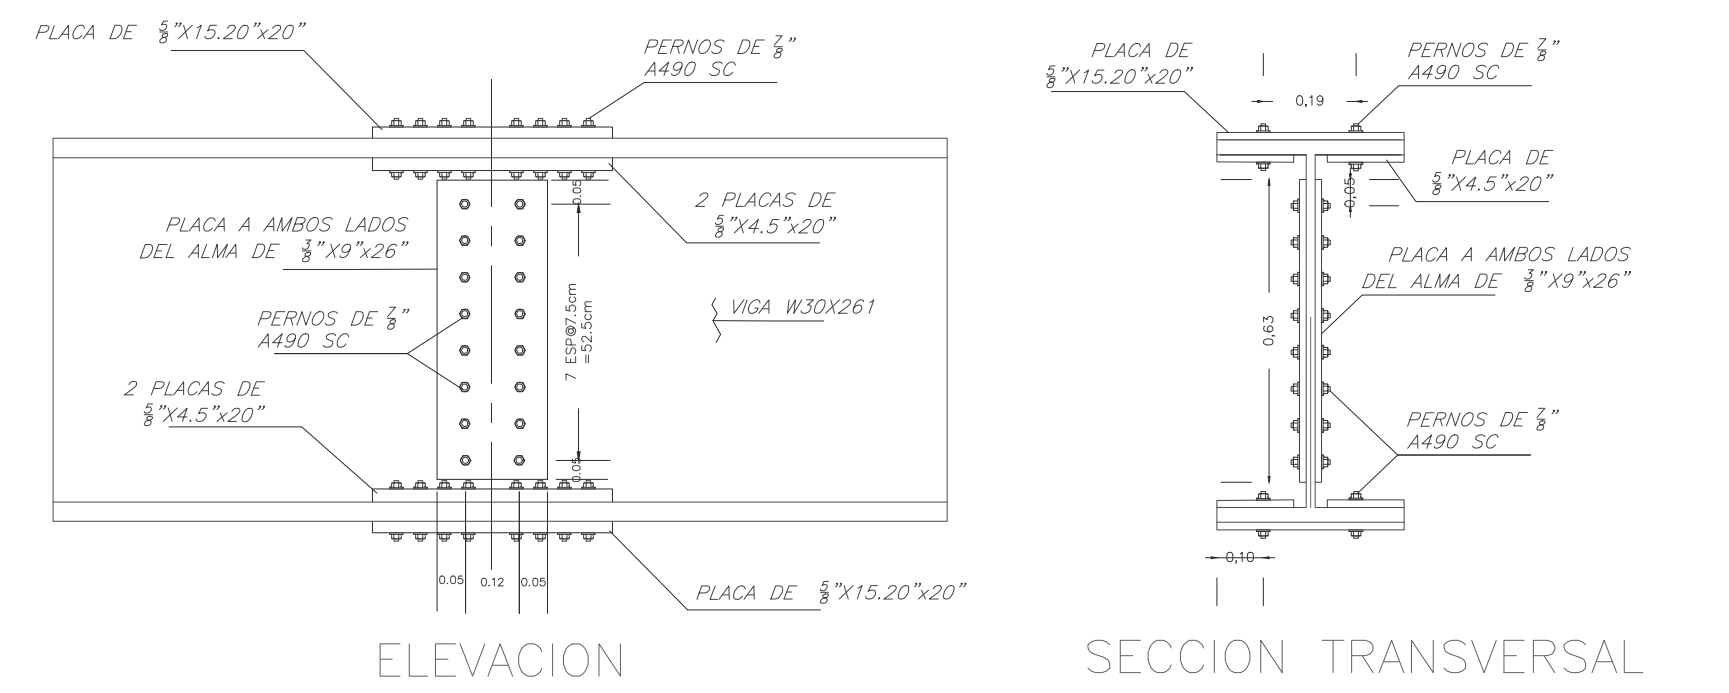 PLACA DE 5/8"X15.20"x20"
PERNOS DE 7/8"
A490 SC
0.05
2 PLACAS DE
5/8"X4.5"x20"
PLACA A AMBOS LADOS
DEL ALMA DE 3/8"X9"x26"
PERNOS DE 7/8"
A490 SC
7 ESP@7.5cm
=52.5cm
VIGA W30X261
2 PLACAS DE
5/8"X4.5"x20"
0.05
0.05
0.12
0.05
PLACA DE 5/8"X15.20"x20"
ELEVACION
PLACA DE
5/8"X15.20"x20"
PERNOS DE 7/8"
A490 SC
0,19
PLACA DE
5/8"X4.5"x20"
0,05
PLACA A AMBOS LADOS
DEL ALMA DE 3/8"X9"x26"
0,63
PERNOS DE 7/8"
A490 SC
0,10
SECCION TRANSVERSAL